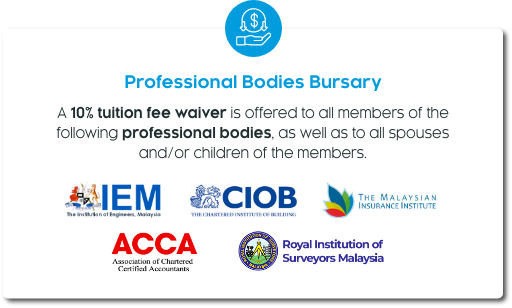 Professional Bodies Bursary
A 10% tuition fee waiver is offered to all members of the
following professional bodies, as well as to all spouses
and/or children of the members.
IEM
The Institution of Engineers, Malaysia
CIOB
THE CHARTERED INSTITUTE OF BUILDING
THE MALAYSIAN
INSURANCE INSTITUTE
ACCA
Association of Chartered
Certified Accountants
Royal Institution of
Surveyors Malaysia